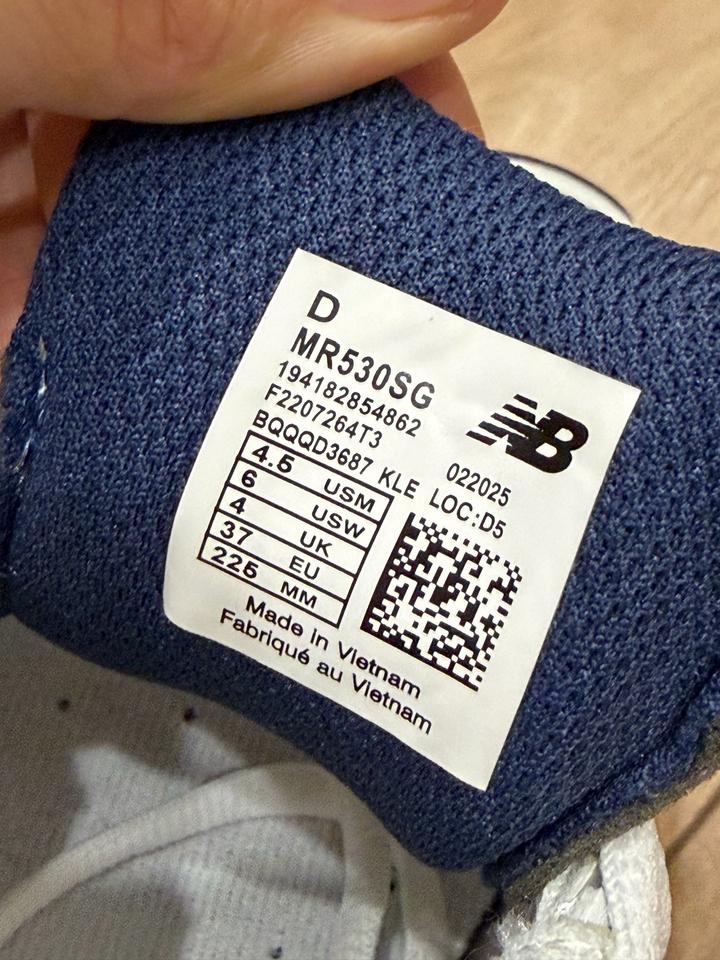 D
MR530SG
194182854862
F2207264T3 022025
BQQQD3687 KLE LOC:D5
NB
4.5 USM
6 USW
4 UK
37 EU
225 MM
Made in Vietnam
Fabriqué au Vietnam